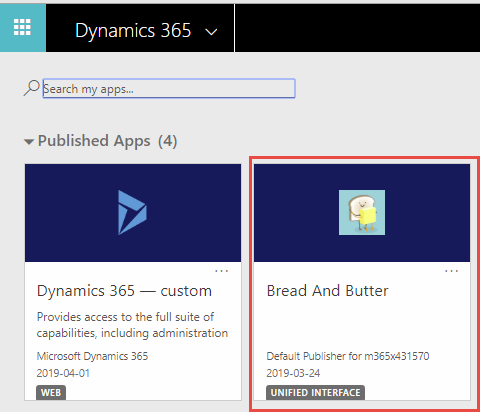 Dynamics 365
Search my apps...
Published Apps (4)
Dynamics 365 — custom
Provides access to the full suite of
capabilities, including administration
Microsoft Dynamics 365
2019-04-01
WEB
Bread And Butter
Default Publisher for m365x431570
2019-03-24
UNIFIED INTERFACE